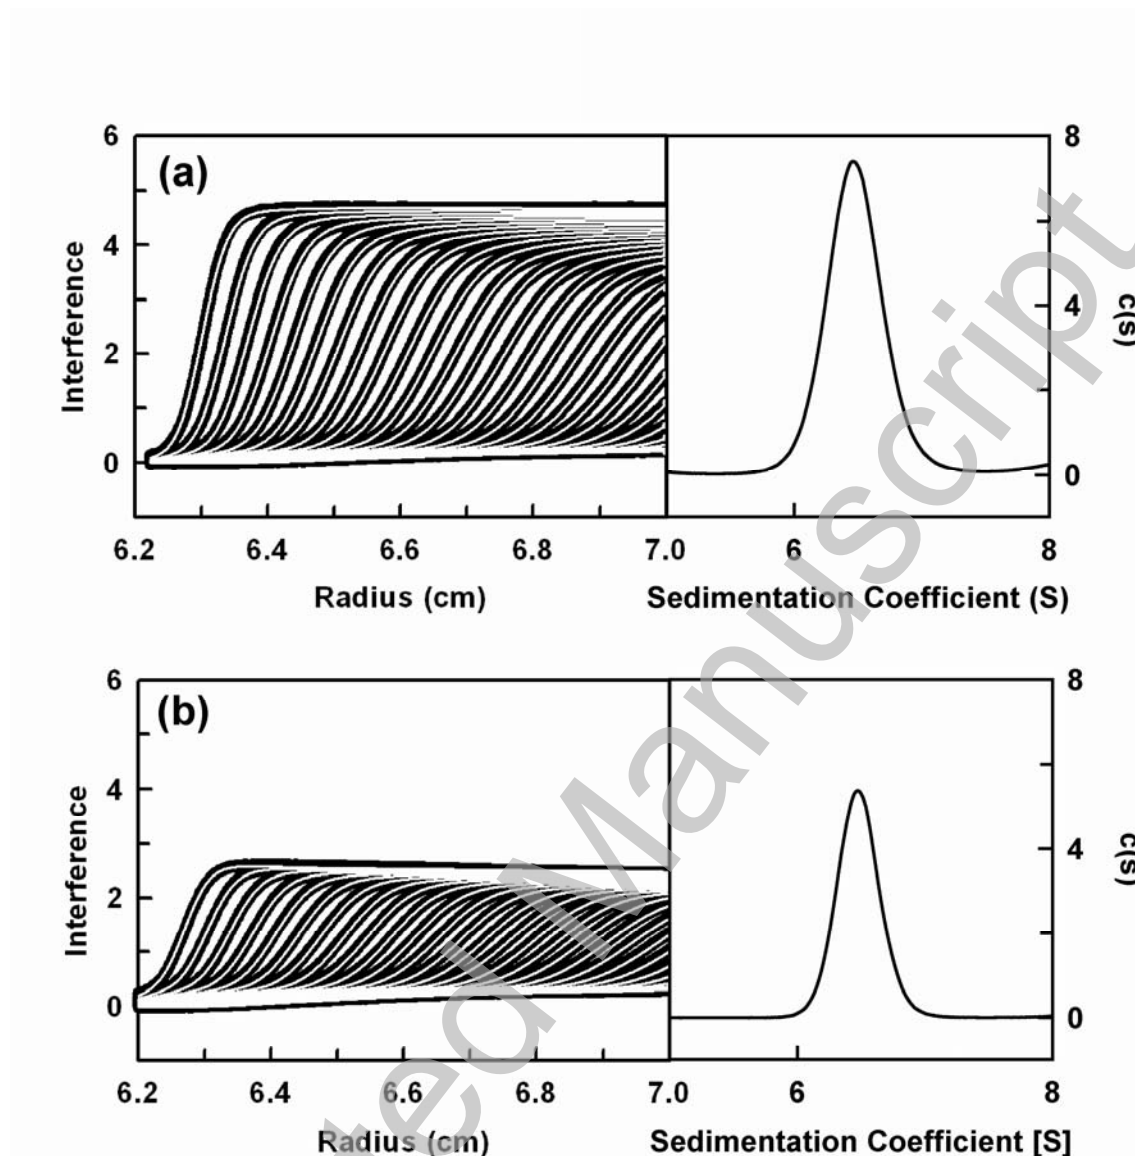 6
(a)
4
2
0
Interference
6.2 6.4 6.6 6.8 7.0
Radius (cm)
8
4
0
c(s)
6 8
Sedimentation Coefficient (S)
6
(b)
4
2
0
Interference
6.2 6.4 6.6 6.8 7.0
Radius (cm)
8
4
0
c(s)
6 8
Sedimentation Coefficient [S]
ted Manuscript